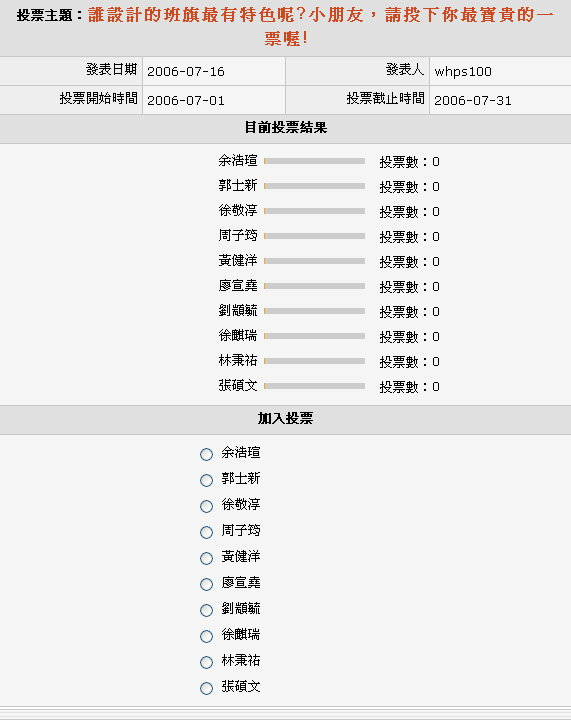 投票主題：誰設計的班旗最有特色呢?小朋友，請投下你最寶貴的一
票喔!
發表日期 2006-07-16 發表人 whps100
投票開始時間 2006-07-01 投票截止時間 2006-07-31
目前投票結果
余浩瑄 投票數：0
郭士新 投票數：0
徐敬淳 投票數：0
周子筠 投票數：0
黃健洋 投票數：0
廖宣堯 投票數：0
劉顓毓 投票數：0
徐麒瑞 投票數：0
林秉祐 投票數：0
張碩文 投票數：0
加入投票
余浩瑄
郭士新
徐敬淳
周子筠
黃健洋
廖宣堯
劉顓毓
徐麒瑞
林秉祐
張碩文